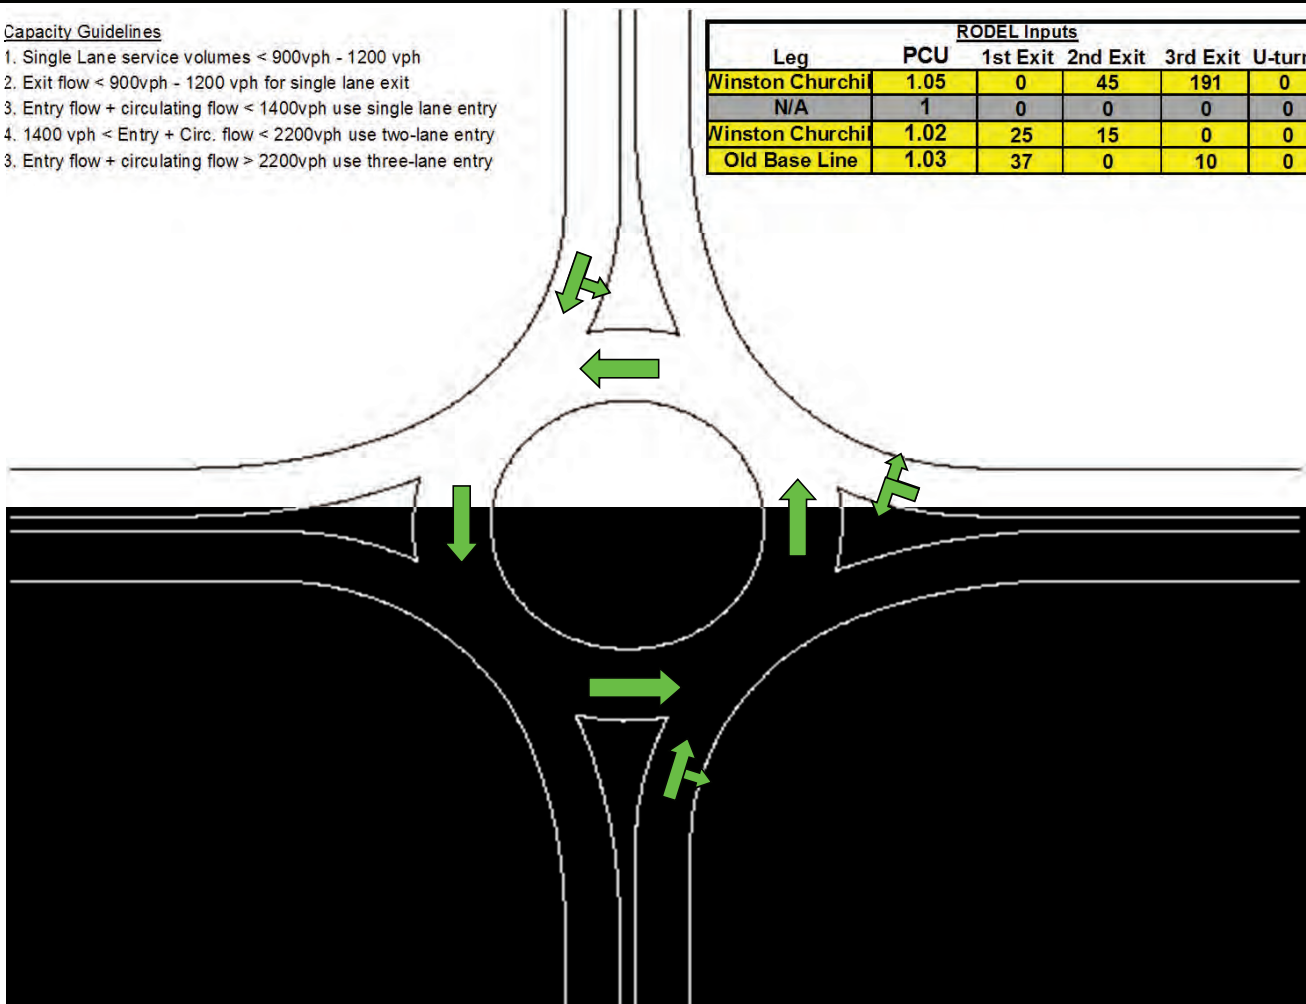 Capacity Guidelines
1. Single Lane service volumes < 900vph - 1200 vph
2. Exit flow < 900vph - 1200 vph for single lane exit
3. Entry flow + circulating flow < 1400vph use single lane entry
4. 1400 vph < Entry + Circ. flow < 2200vph use two-lane entry
3. Entry flow + circulating flow > 2200vph use three-lane entry
RODEL Inputs
Leg PCU 1st Exit 2nd Exit 3rd Exit U-turn
Winston Churchil 1.05 0 45 191 0
N/A 1 0 0 0 0
Winston Churchil 1.02 25 15 0 0
Old Base Line 1.03 37 0 10 0